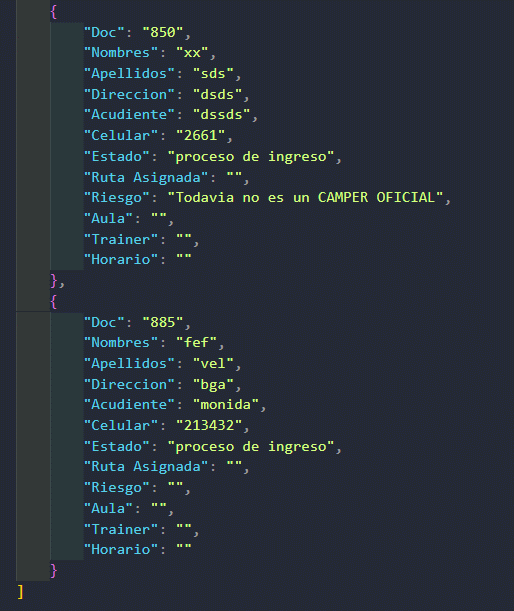 {
"Doc": "850",
"Nombres": "xx",
"Apellidos": "sds",
"Direccion": "dsds",
"Acudiente": "dssds",
"Celular": "2661",
"Estado": "proceso de ingreso",
"Ruta Asignada": "",
"Riesgo": "Todavia no es un CAMPER OFICIAL",
"Aula": "",
"Trainer": "",
"Horario": ""
},
{
"Doc": "885",
"Nombres": "fef",
"Apellidos": "vel",
"Direccion": "bga",
"Acudiente": "monida",
"Celular": "213432",
"Estado": "proceso de ingreso",
"Ruta Asignada": "",
"Riesgo": "",
"Aula": "",
"Trainer": "",
"Horario": ""
}
]